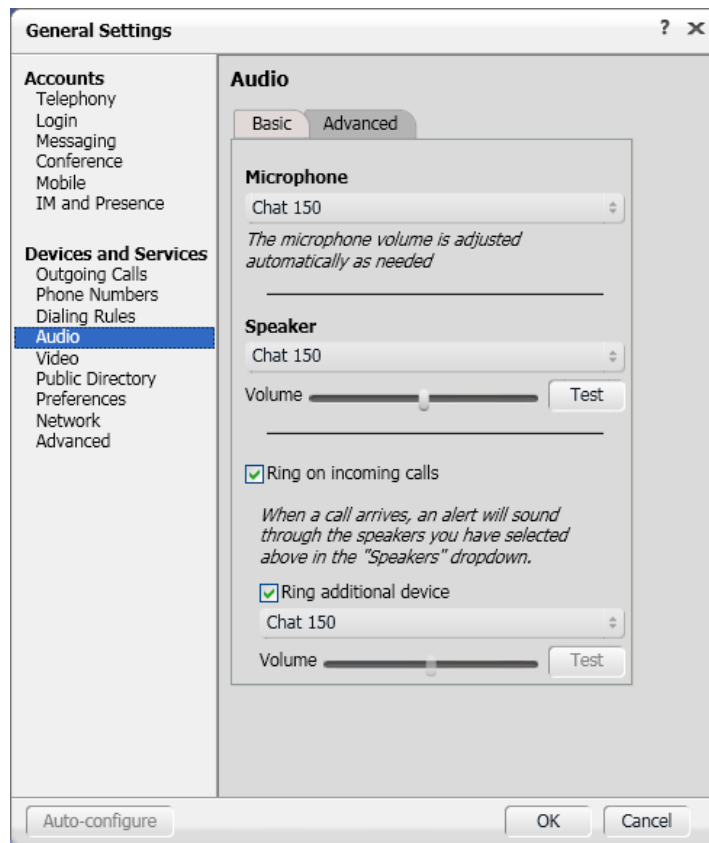 General Settings
?
Accounts
Telephony
Login
Messaging
Conference
Mobile
IM and Presence
Devices and Services
Outgoing Calls
Phone Numbers
Dialing Rules
Audio
Video
Public Directory
Preferences
Network
Advanced
Audio
Basic Advanced
Microphone
Chat 150
The microphone volume is adjusted
automatically as needed
Speaker
Chat 150
Volume Test
Ring on incoming calls
When a call arrives, an alert will sound
through the speakers you have selected
above in the "Speakers" dropdown.
Ring additional device
Chat 150
Volume Test
Auto-configure OK Cancel